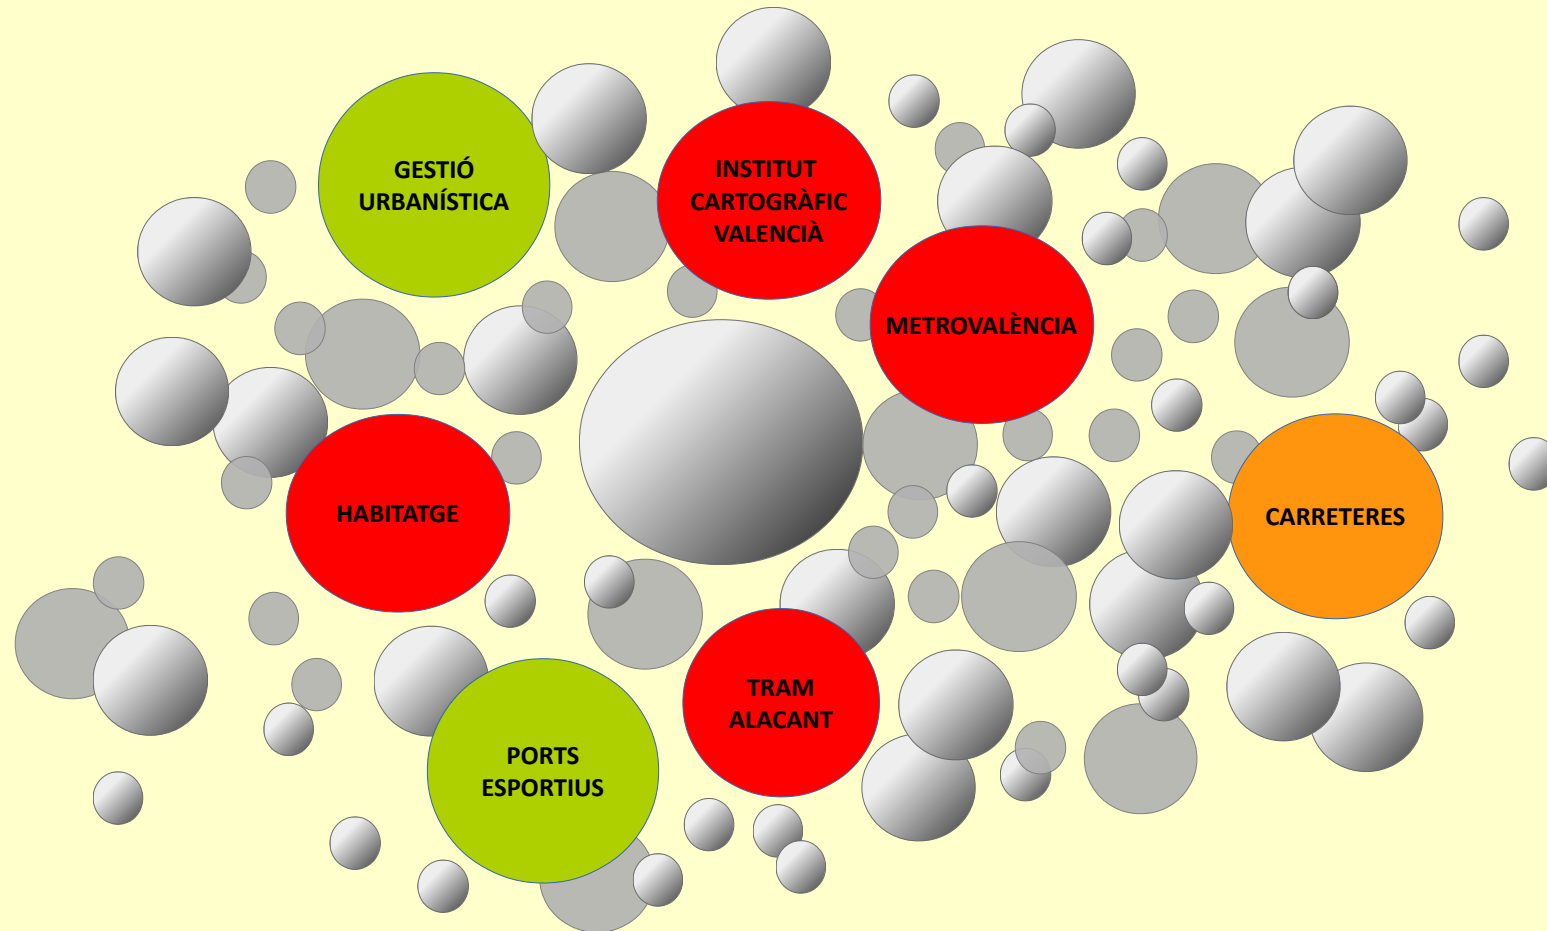 GESTIÓ
URBANÍSTICA
INSTITUT
CARTOGRÀFIC
VALENCIÀ
METROVALÈNCIA
HABITATGE
CARRETERES
TRAM
ALACANT
PORTS
ESPORTIUS